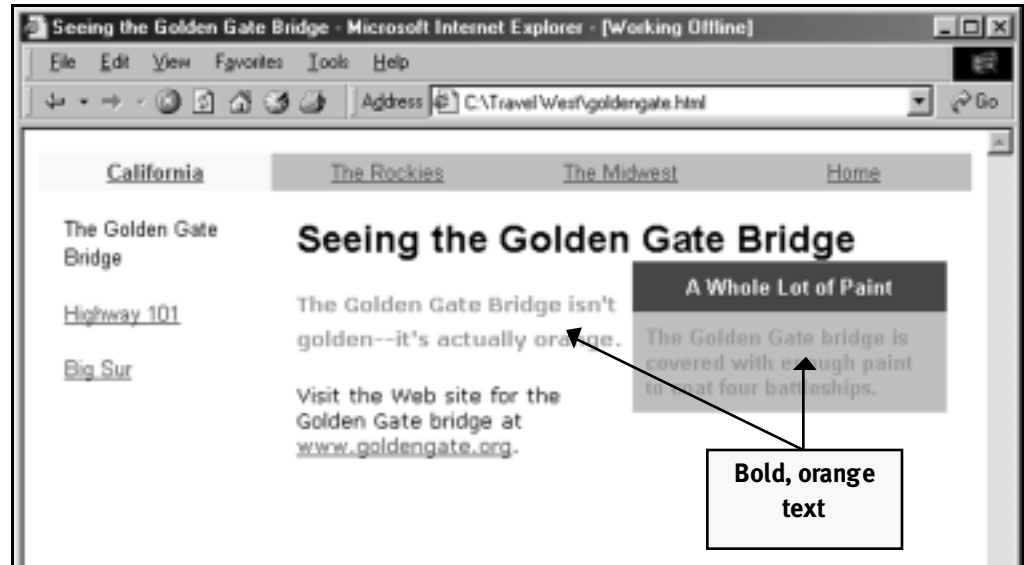 Seeing the Golden Gate Bridge - Microsoft Internet Explorer - [Working Offline]
File Edit View Favorites Tools Help
Address C:\Travel West\goldengate.html Go
California The Rockies The Midwest Home
The Golden Gate
Bridge
Highway 101
Big Sur
Seeing the Golden Gate Bridge
The Golden Gate Bridge isn't
golden--it's actually orange.
Visit the Web site for the
Golden Gate bridge at
www.goldengate.org.
A Whole Lot of Paint
The Golden Gate bridge is
covered with enough paint
to coat four battleships.
Bold, orange
text